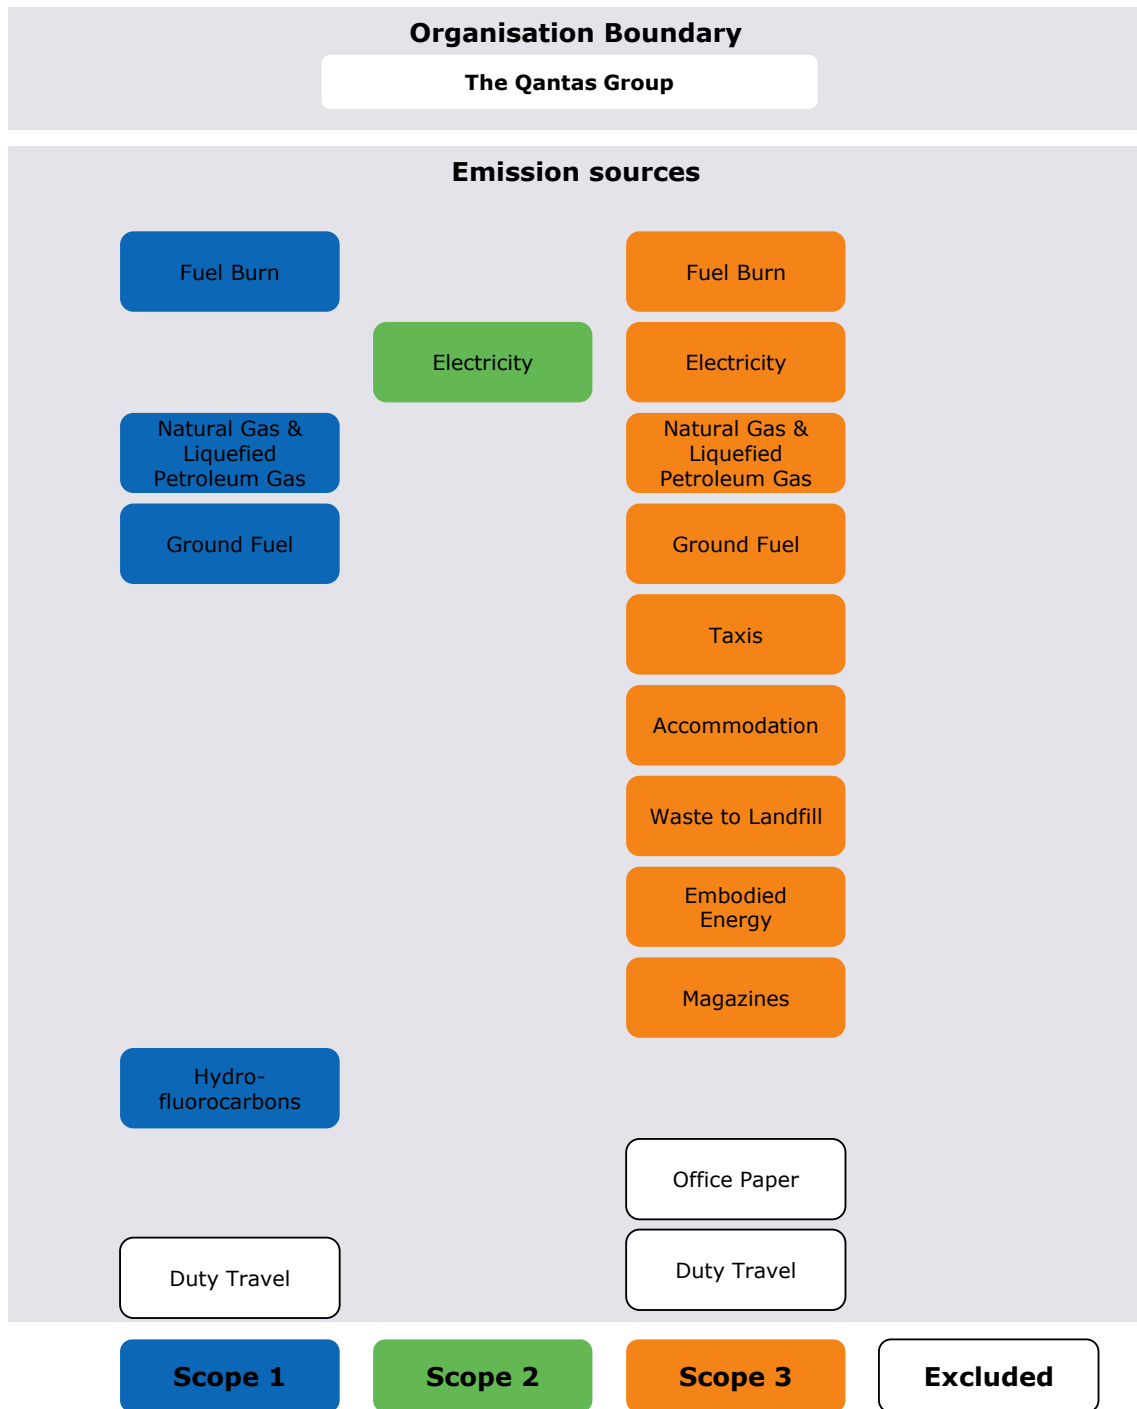 Organisation Boundary
The Qantas Group
Emission sources
Fuel Burn
Fuel Burn
Electricity
Electricity
Natural Gas &
Liquefied
Petroleum Gas
Natural Gas &
Liquefied
Petroleum Gas
Ground Fuel
Ground Fuel
Taxis
Accommodation
Waste to Landfill
Embodied
Energy
Magazines
Hydro-
fluorocarbons
Office Paper
Duty Travel
Duty Travel
Scope 1
Scope 2
Scope 3
Excluded